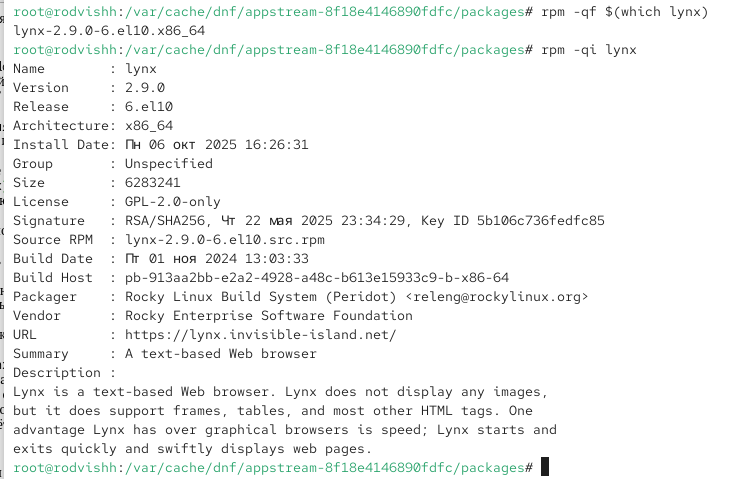 root@rodvishh:/var/cache/dnf/appstream-8f18e4146890fdfc/packages# rpm -qf $(which lynx)
lynx-2.9.0-6.el10.x86_64
root@rodvishh:/var/cache/dnf/appstream-8f18e4146890fdfc/packages# rpm -qi lynx
Name        : lynx
Version     : 2.9.0
Release     : 6.el10
Architecture: x86_64
Install Date: Пн 06 окт 2025 16:26:31
Group       : Unspecified
Size        : 6283241
License     : GPL-2.0-only
Signature   : RSA/SHA256, Чт 22 мая 2025 23:34:29, Key ID 5b106c736fedfc85
Source RPM  : lynx-2.9.0-6.el10.src.rpm
Build Date  : Пт 01 ноя 2024 13:03:33
Build Host  : pb-913aa2bb-e2a2-4928-a48c-b613e15933c9-b-x86-64
Packager    : Rocky Linux Build System (Peridot) <releng@rockylinux.org>
Vendor      : Rocky Enterprise Software Foundation
URL         : https://lynx.invisible-island.net/
Summary     : A text-based Web browser
Description :
Lynx is a text-based Web browser. Lynx does not display any images,
but it does support frames, tables, and most other HTML tags. One
advantage Lynx has over graphical browsers is speed; Lynx starts and
exits quickly and swiftly displays web pages.
root@rodvishh:/var/cache/dnf/appstream-8f18e4146890fdfc/packages#